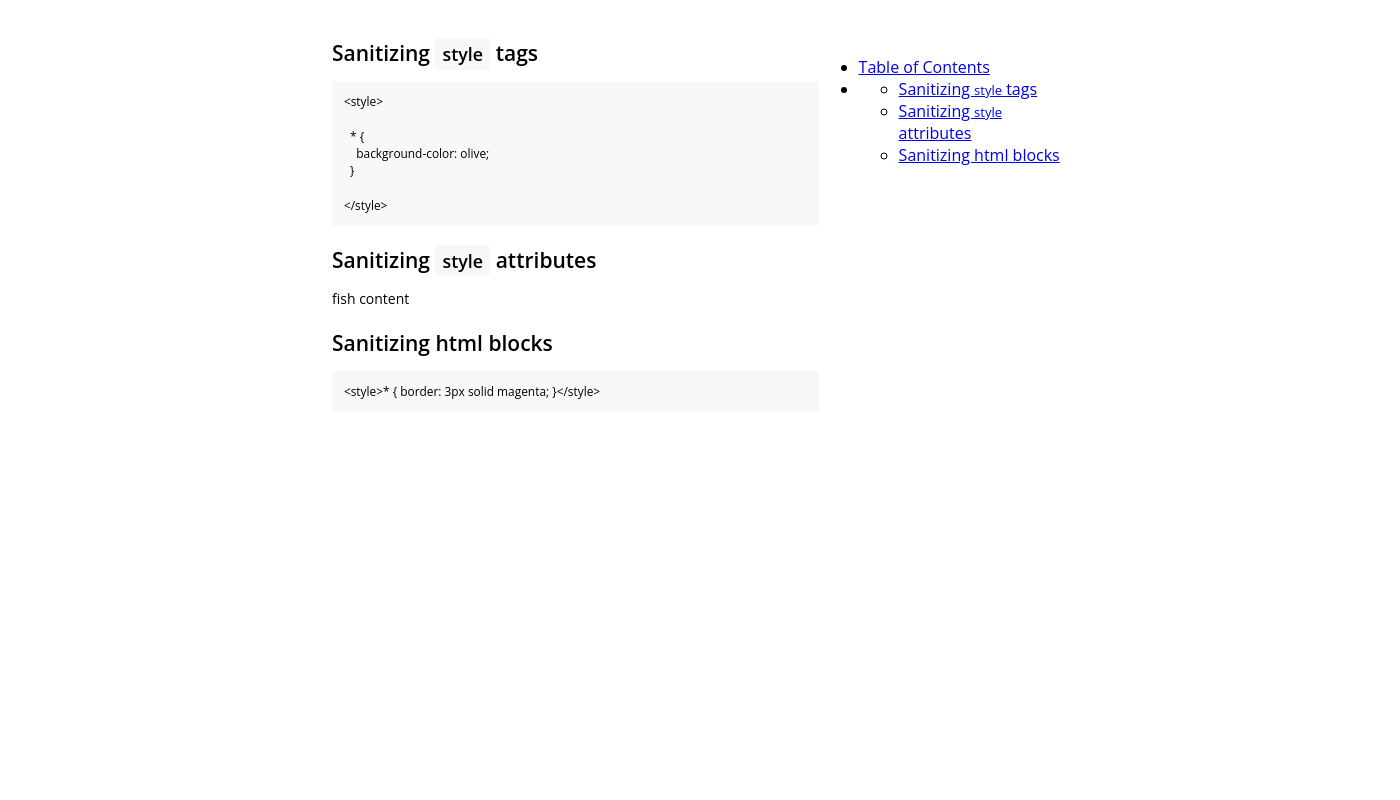 Sanitizing style tags
<style>
* {
background-color: olive;
}
</style>
Sanitizing style attributes
fish content
Sanitizing html blocks
<style>* { border: 3px solid magenta; }</style>
Table of Contents
Sanitizing style tags
Sanitizing style
attributes
Sanitizing html blocks